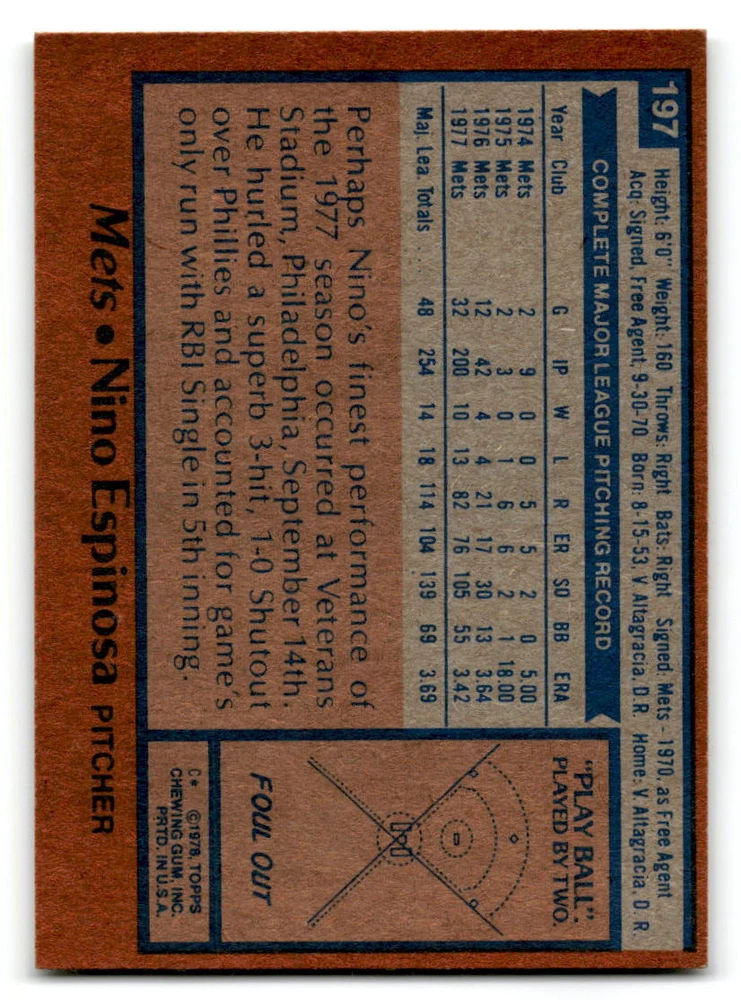 197
Height: 6'0" Weight: 160 Throws: Right Bats: Right Signed: Mets - 1970, as Free Agent
Acq: Signed, Free Agent, 9-30-70 Born: 8-15-53, V Altagracia, D. R. Home: V Altagracia, D. R.
COMPLETE MAJOR LEAGUE PITCHING RECORD
Year Club G IP W L R ER SO BB ERA
1974 Mets 2 9 0 0 5 5 2 0 5.00
1975 Mets 2 3 0 1 6 6 2 1 18.00
1976 Mets 12 42 4 4 21 17 30 13 3.64
1977 Mets 32 200 10 13 82 76 105 55 3.42
Maj. Lea. Totals 48 254 14 18 114 104 139 69 3.69
Perhaps Nino's finest performance of
the 1977 season occurred at Veterans
Stadium, Philadelphia, September 14th.
He hurled a superb 3-hit, 1-0 Shutout
over Phillies and accounted for game's
only run with RBI Single in 5th inning.
"PLAY BALL":
PLAYED BY TWO.
FOUL OUT
C* ©1978, TOPPS
CHEWING GUM, INC.
PRTD. IN U.S.A.
Mets • Nino Espinosa PITCHER